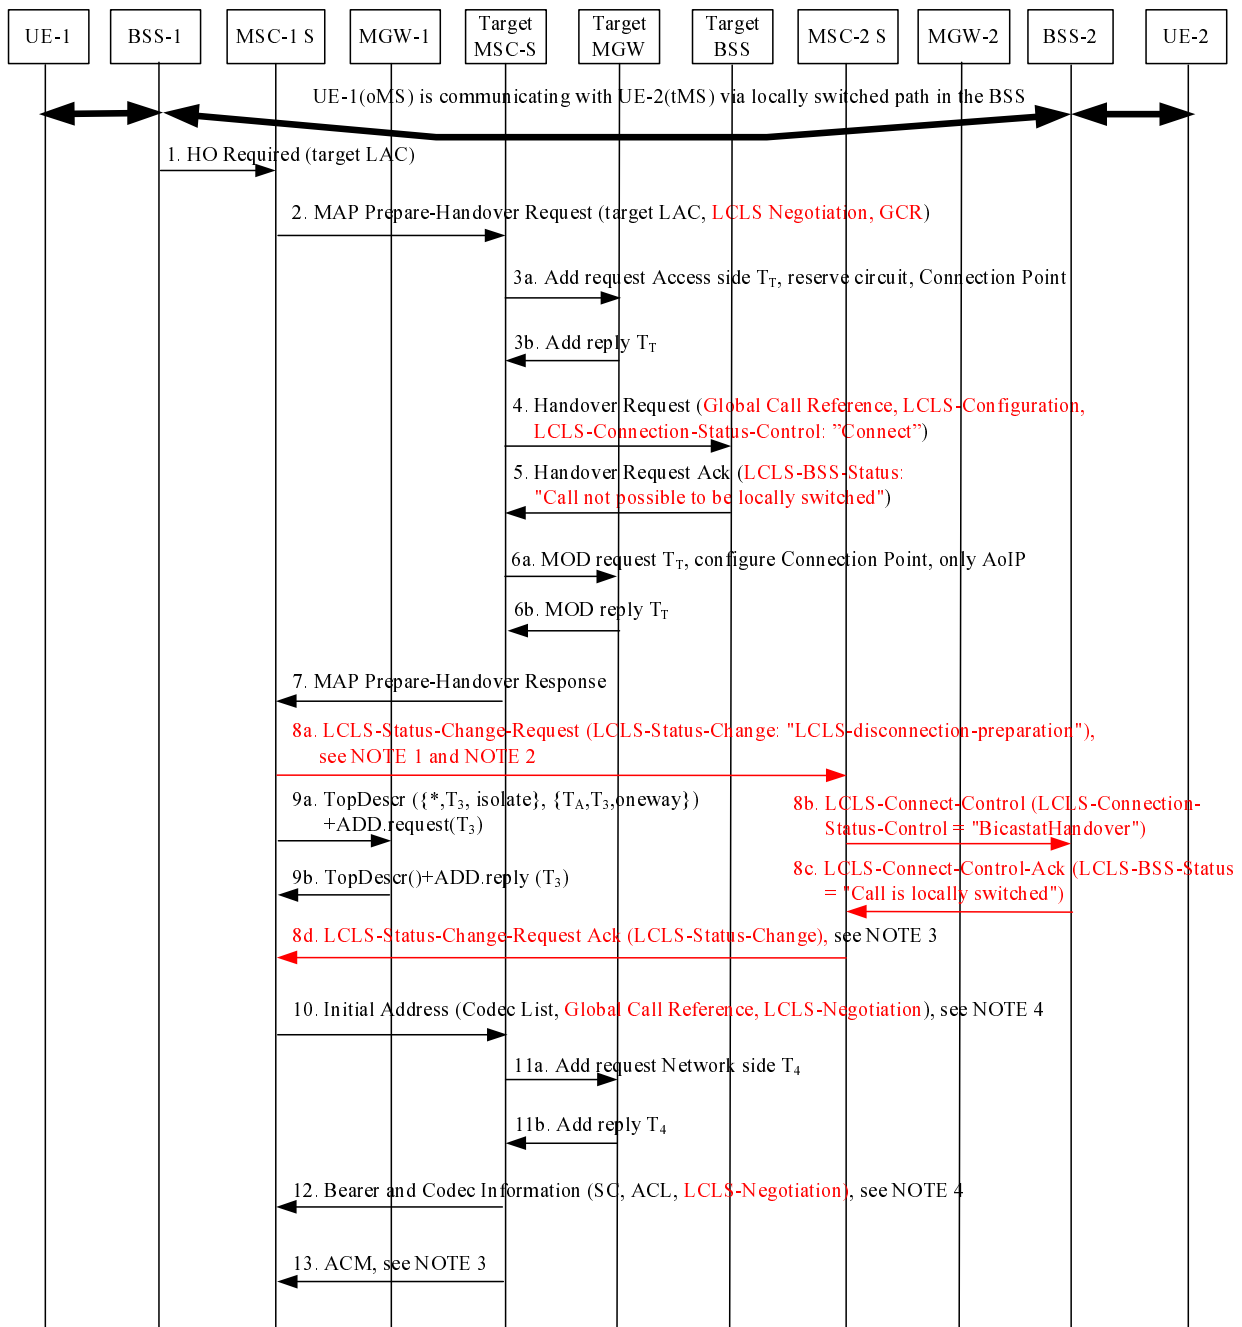 UE-1
BSS-1
MSC-1 S
MGW-1
Target
MSC-S
Target
MGW
Target
BSS
MSC-2 S
MGW-2
BSS-2
UE-2
UE-1(oMS) is communicating with UE-2(tMS) via locally switched path in the BSS
1. HO Required (target LAC)
2. MAP Prepare-Handover Request (target LAC, LCLS Negotiation, GCR)
3a. Add request Access side TT, reserve circuit, Connection Point
3b. Add reply TT
4. Handover Request (Global Call Reference, LCLS-Configuration,
LCLS-Connection-Status-Control: ”Connect”)
5. Handover Request Ack (LCLS-BSS-Status:
"Call not possible to be locally switched")
6a. MOD request TT, configure Connection Point, only AoIP
6b. MOD reply TT
7. MAP Prepare-Handover Response
8a. LCLS-Status-Change-Request (LCLS-Status-Change: "LCLS-disconnection-preparation"),
see NOTE 1 and NOTE 2
9a. TopDescr ({*,T3, isolate}, {TA,T3,oneway})
+ADD.request(T3)
8b. LCLS-Connect-Control (LCLS-Connection-
Status-Control = "BicastatHandover")
9b. TopDescr()+ADD.reply (T3)
8c. LCLS-Connect-Control-Ack (LCLS-BSS-Status
= "Call is locally switched")
8d. LCLS-Status-Change-Request Ack (LCLS-Status-Change), see NOTE 3
10. Initial Address (Codec List, Global Call Reference, LCLS-Negotiation), see NOTE 4
11a. Add request Network side T4
11b. Add reply T4
12. Bearer and Codec Information (SC, ACL, LCLS-Negotiation), see NOTE 4
13. ACM, see NOTE 3